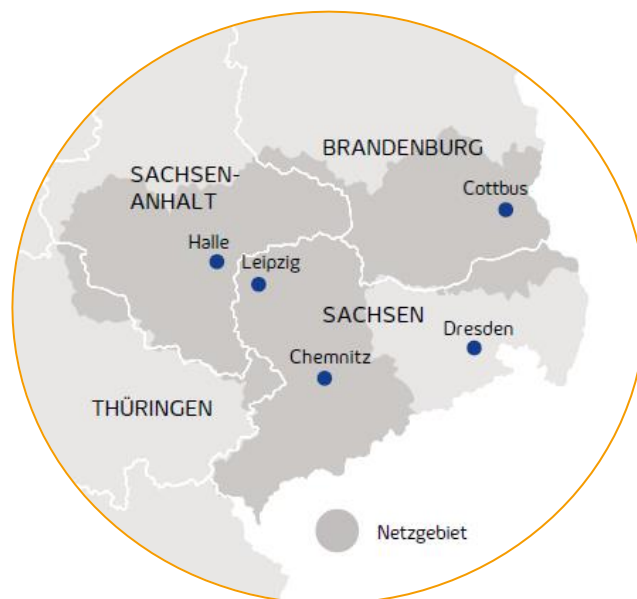 BRANDENBURG
SACHSEN-
ANHALT
Cottbus
Halle
Leipzig
SACHSEN
Dresden
Chemnitz
THÜRINGEN
Netzgebiet